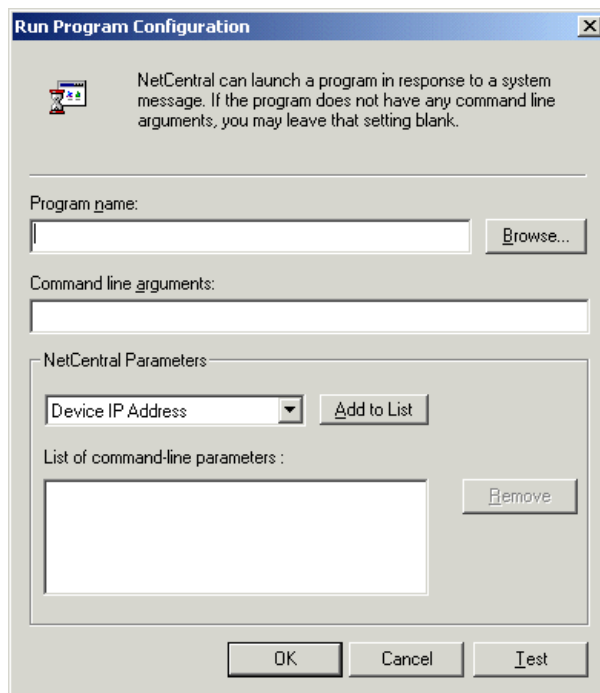 Run Program Configuration
NetCentral can launch a program in response to a system
message. If the program does not have any command line
arguments, you may leave that setting blank.
Program name:
Browse...
Command line arguments:
NetCentral Parameters
Device IP Address
Add to List
List of command-line parameters :
Remove
OK
Cancel
Test